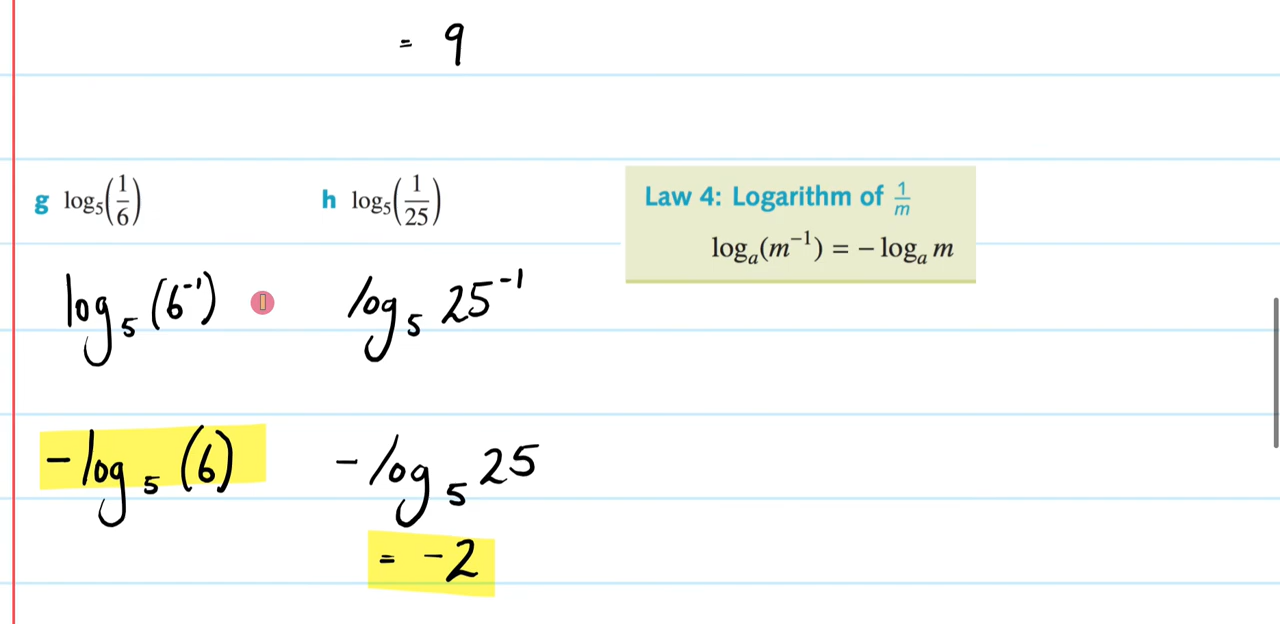 = 9
g log₅(1/6)
h log₅(1/25)
Law 4: Logarithm of 1/m
logₐ(m⁻¹) = − logₐ m
log₅ (6⁻¹)
log₅ 25⁻¹
-log₅ (6)
-log₅ 25
= -2